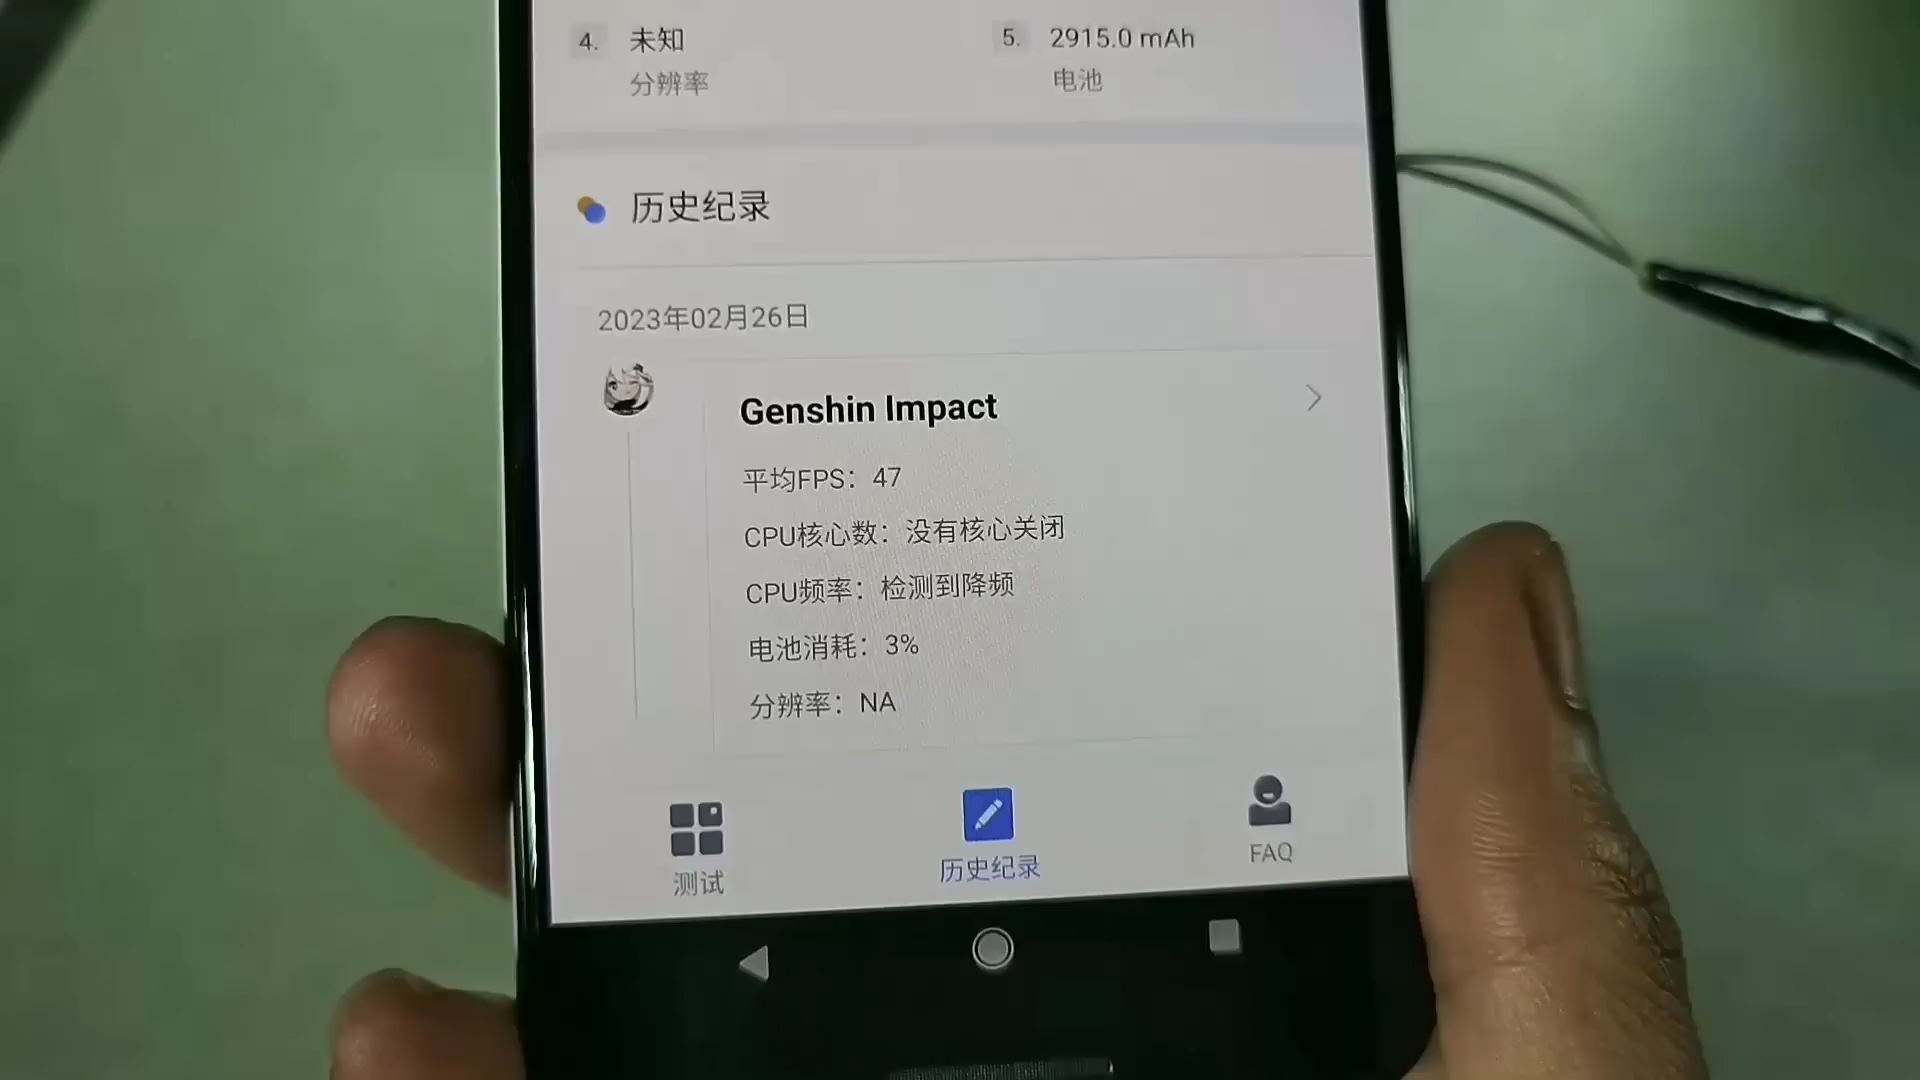 4. 未知
分辨率
5. 2915.0 mAh
电池
历史纪录
2023年02月26日
Genshin Impact
平均FPS：47
CPU核心数：没有核心关闭
CPU频率：检测到降频
电池消耗：3%
分辨率：NA
测试
历史纪录
FAQ